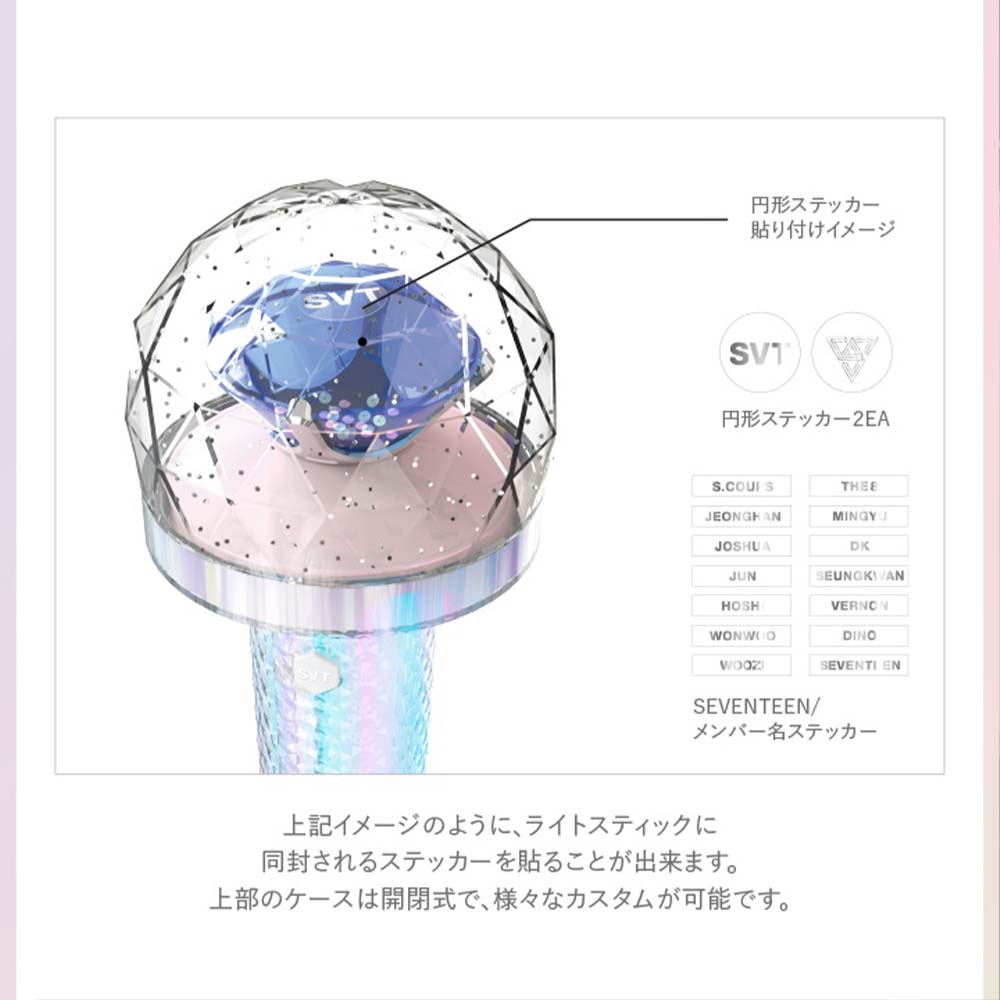 円形ステッカー
貼り付けイメージ
SVT
SVT
円形ステッカー2EA
S.COUPS
THE8
JEONGHAN
MINGYU
JOSHUA
DK
JUN
SEUNGKWAN
HOSHI
VERNON
WONWOO
DINO
WOOZI
SEVENTEEN
SVT
SEVENTEEN/
メンバー名ステッカー
上記イメージのように、ライトスティックに
同封されるステッカーを貼ることが出来ます。
上部のケースは開閉式で、様々なカスタムが可能です。